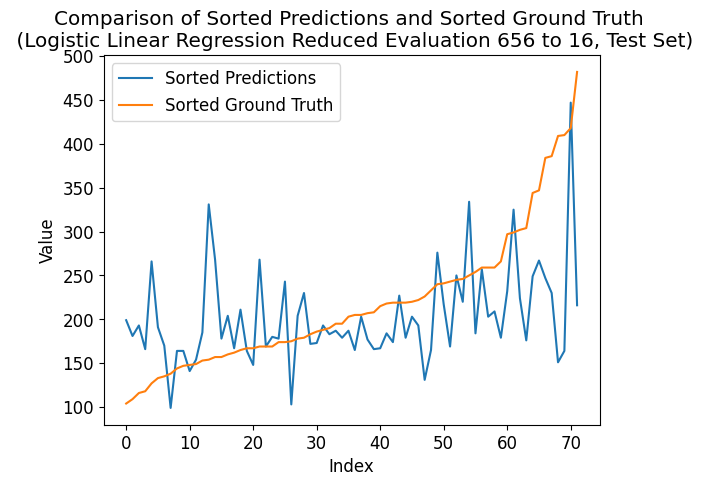 Comparison of Sorted Predictions and Sorted Ground Truth
(Logistic Linear Regression Reduced Evaluation 656 to 16, Test Set)
Sorted Predictions
Sorted Ground Truth
500
450
400
350
300
250
200
150
100
Value
0 10 20 30 40 50 60 70
Index